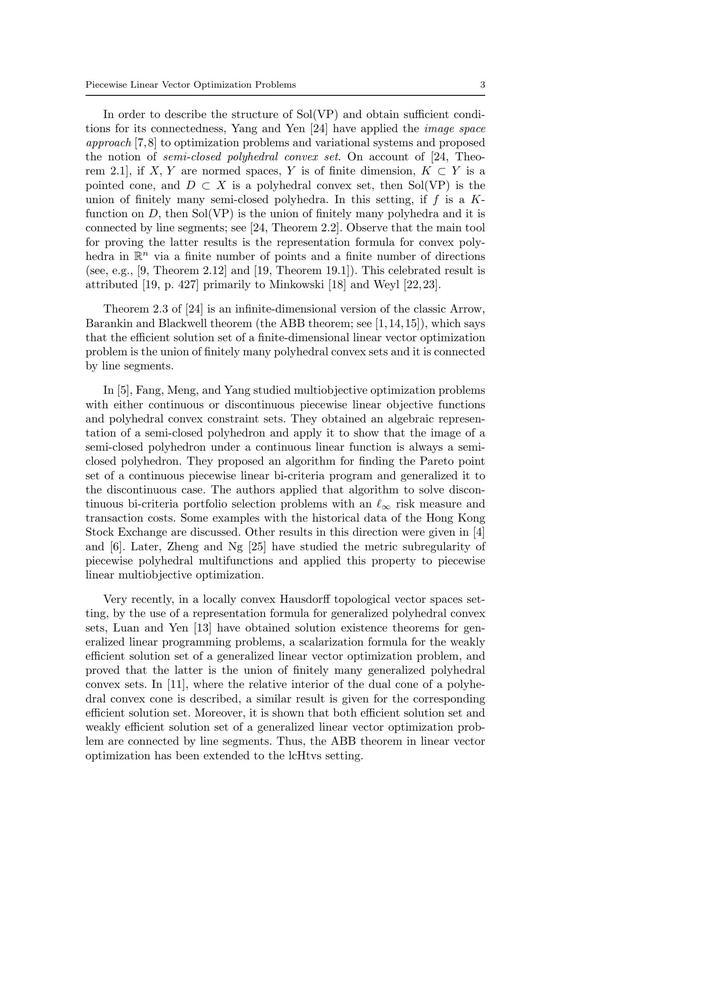 Piecewise Linear Vector Optimization Problems 3
In order to describe the structure of Sol(VP) and obtain sufficient condi-
tions for its connectedness, Yang and Yen [24] have applied the image space
approach [7,8] to optimization problems and variational systems and proposed
the notion of semi-closed polyhedral convex set. On account of [24, Theo-
rem 2.1], if X, Y are normed spaces, Y is of finite dimension, K ⊂ Y is a
pointed cone, and D ⊂ X is a polyhedral convex set, then Sol(VP) is the
union of finitely many semi-closed polyhedra. In this setting, if f is a K-
function on D, then Sol(VP) is the union of finitely many polyhedra and it is
connected by line segments; see [24, Theorem 2.2]. Observe that the main tool
for proving the latter results is the representation formula for convex poly-
hedra in ℝⁿ via a finite number of points and a finite number of directions
(see, e.g., [9, Theorem 2.12] and [19, Theorem 19.1]). This celebrated result is
attributed [19, p. 427] primarily to Minkowski [18] and Weyl [22,23].
Theorem 2.3 of [24] is an infinite-dimensional version of the classic Arrow,
Barankin and Blackwell theorem (the ABB theorem; see [1,14,15]), which says
that the efficient solution set of a finite-dimensional linear vector optimization
problem is the union of finitely many polyhedral convex sets and it is connected
by line segments.
In [5], Fang, Meng, and Yang studied multiobjective optimization problems
with either continuous or discontinuous piecewise linear objective functions
and polyhedral convex constraint sets. They obtained an algebraic represen-
tation of a semi-closed polyhedron and apply it to show that the image of a
semi-closed polyhedron under a continuous linear function is always a semi-
closed polyhedron. They proposed an algorithm for finding the Pareto point
set of a continuous piecewise linear bi-criteria program and generalized it to
the discontinuous case. The authors applied that algorithm to solve discon-
tinuous bi-criteria portfolio selection problems with an ℓ∞ risk measure and
transaction costs. Some examples with the historical data of the Hong Kong
Stock Exchange are discussed. Other results in this direction were given in [4]
and [6]. Later, Zheng and Ng [25] have studied the metric subregularity of
piecewise polyhedral multifunctions and applied this property to piecewise
linear multiobjective optimization.
Very recently, in a locally convex Hausdorff topological vector spaces set-
ting, by the use of a representation formula for generalized polyhedral convex
sets, Luan and Yen [13] have obtained solution existence theorems for gen-
eralized linear programming problems, a scalarization formula for the weakly
efficient solution set of a generalized linear vector optimization problem, and
proved that the latter is the union of finitely many generalized polyhedral
convex sets. In [11], where the relative interior of the dual cone of a polyhe-
dral convex cone is described, a similar result is given for the corresponding
efficient solution set. Moreover, it is shown that both efficient solution set and
weakly efficient solution set of a generalized linear vector optimization prob-
lem are connected by line segments. Thus, the ABB theorem in linear vector
optimization has been extended to the lcHtvs setting.